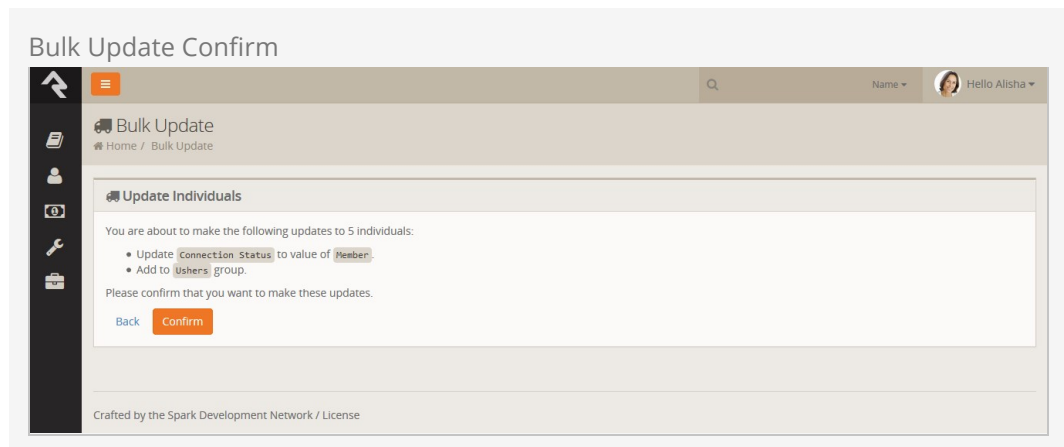 Bulk Update Confirm
Name
Hello Alisha
Bulk Update
Home / Bulk Update
Update Individuals
You are about to make the following updates to 5 individuals:
• Update Connection Status to value of Member.
• Add to Ushers group.
Please confirm that you want to make these updates.
Back Confirm
Crafted by the Spark Development Network / License